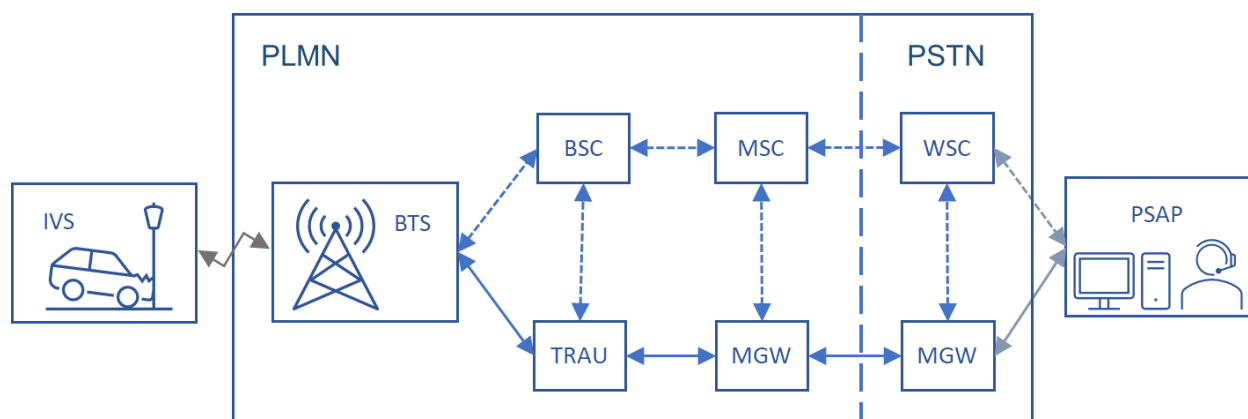 PLMN
PSTN
BSC
MSC
WSC
IVS
BTS
PSAP
TRAU
MGW
MGW